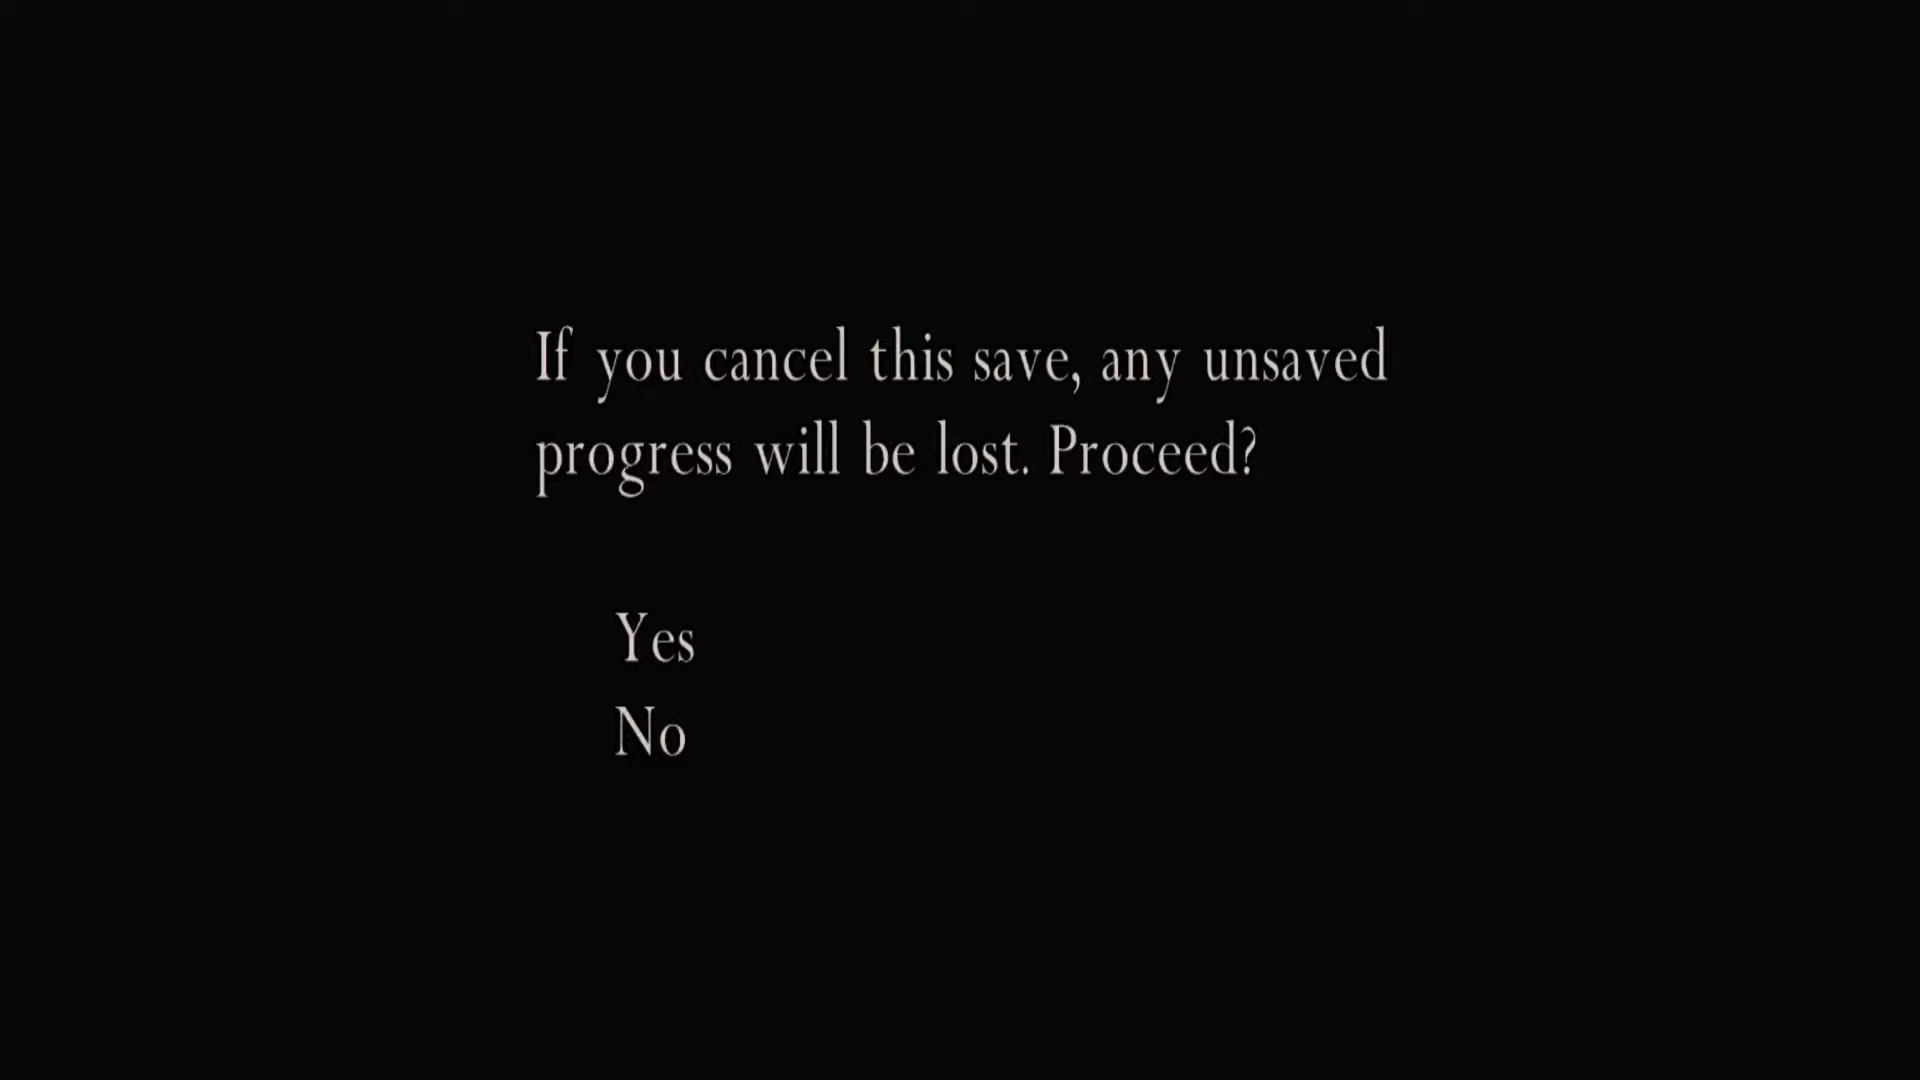 If you cancel this save, any unsaved
progress will be lost. Proceed?
Yes
No